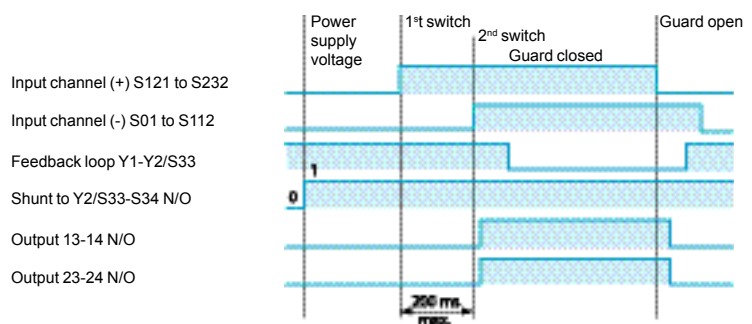 Power supply voltage
1st switch
2nd switch
Guard closed
Guard open
Input channel (+) S121 to S232
Input channel (-) S01 to S112
Feedback loop Y1-Y2/S33
1
Shunt to Y2/S33-S34 N/O
0
Output 13-14 N/O
Output 23-24 N/O
200 ms
max.